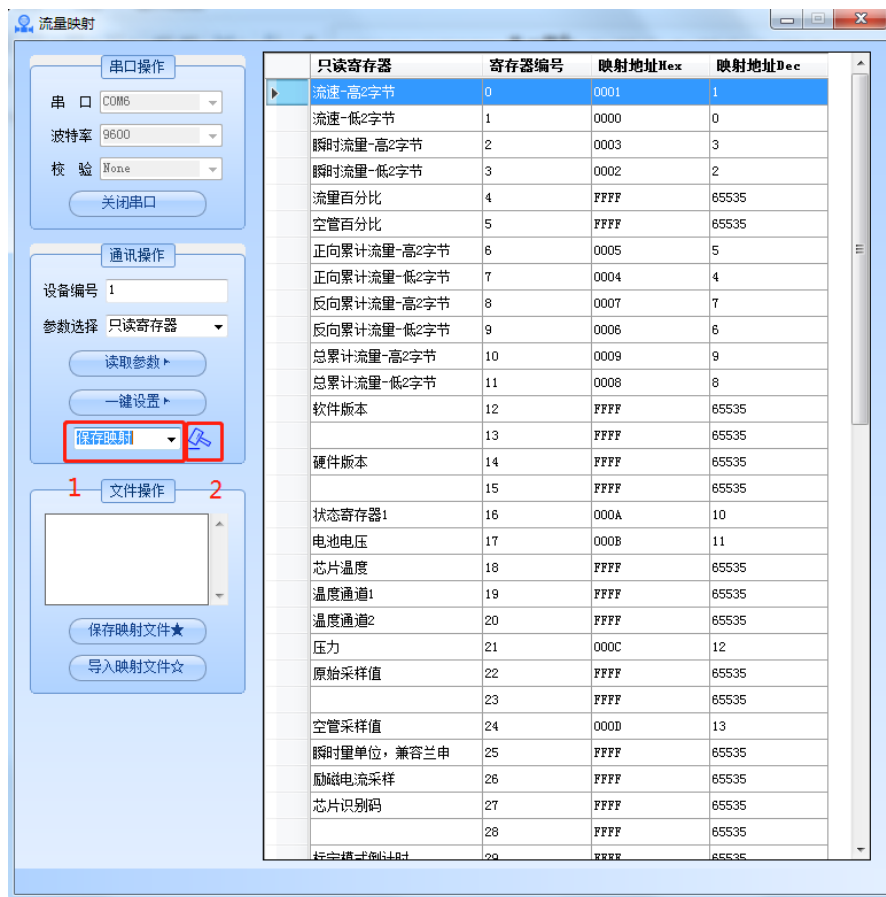 流量映射
串口操作
串 口 COM6
波特率 9600
校 验 None
关闭串口
通讯操作
设备编号 1
参数选择 只读寄存器
读取参数
一键设置
保存映射
1 2
文件操作
保存映射文件★
导入映射文件☆
只读寄存器 寄存器编号 映射地址Hex 映射地址Dec
流速-高2字节 0 0001 1
流速-低2字节 1 0000 0
瞬时流量-高2字节 2 0003 3
瞬时流量-低2字节 3 0002 2
流量百分比 4 FFFF 65535
空管百分比 5 FFFF 65535
正向累计流量-高2字节 6 0005 5
正向累计流量-低2字节 7 0004 4
反向累计流量-高2字节 8 0007 7
反向累计流量-低2字节 9 0006 6
总累计流量-高2字节 10 0009 9
总累计流量-低2字节 11 0008 8
软件版本 12 FFFF 65535
13 FFFF 65535
硬件版本 14 FFFF 65535
15 FFFF 65535
状态寄存器1 16 000A 10
电池电压 17 000B 11
芯片温度 18 FFFF 65535
温度通道1 19 FFFF 65535
温度通道2 20 FFFF 65535
压力 21 000C 12
原始采样值 22 FFFF 65535
23 FFFF 65535
空管采样值 24 000D 13
瞬时量单位，兼容兰申 25 FFFF 65535
励磁电流采样 26 FFFF 65535
芯片识别码 27 FFFF 65535
28 FFFF 65535
标定模式倒计时 29 FFFF 65535